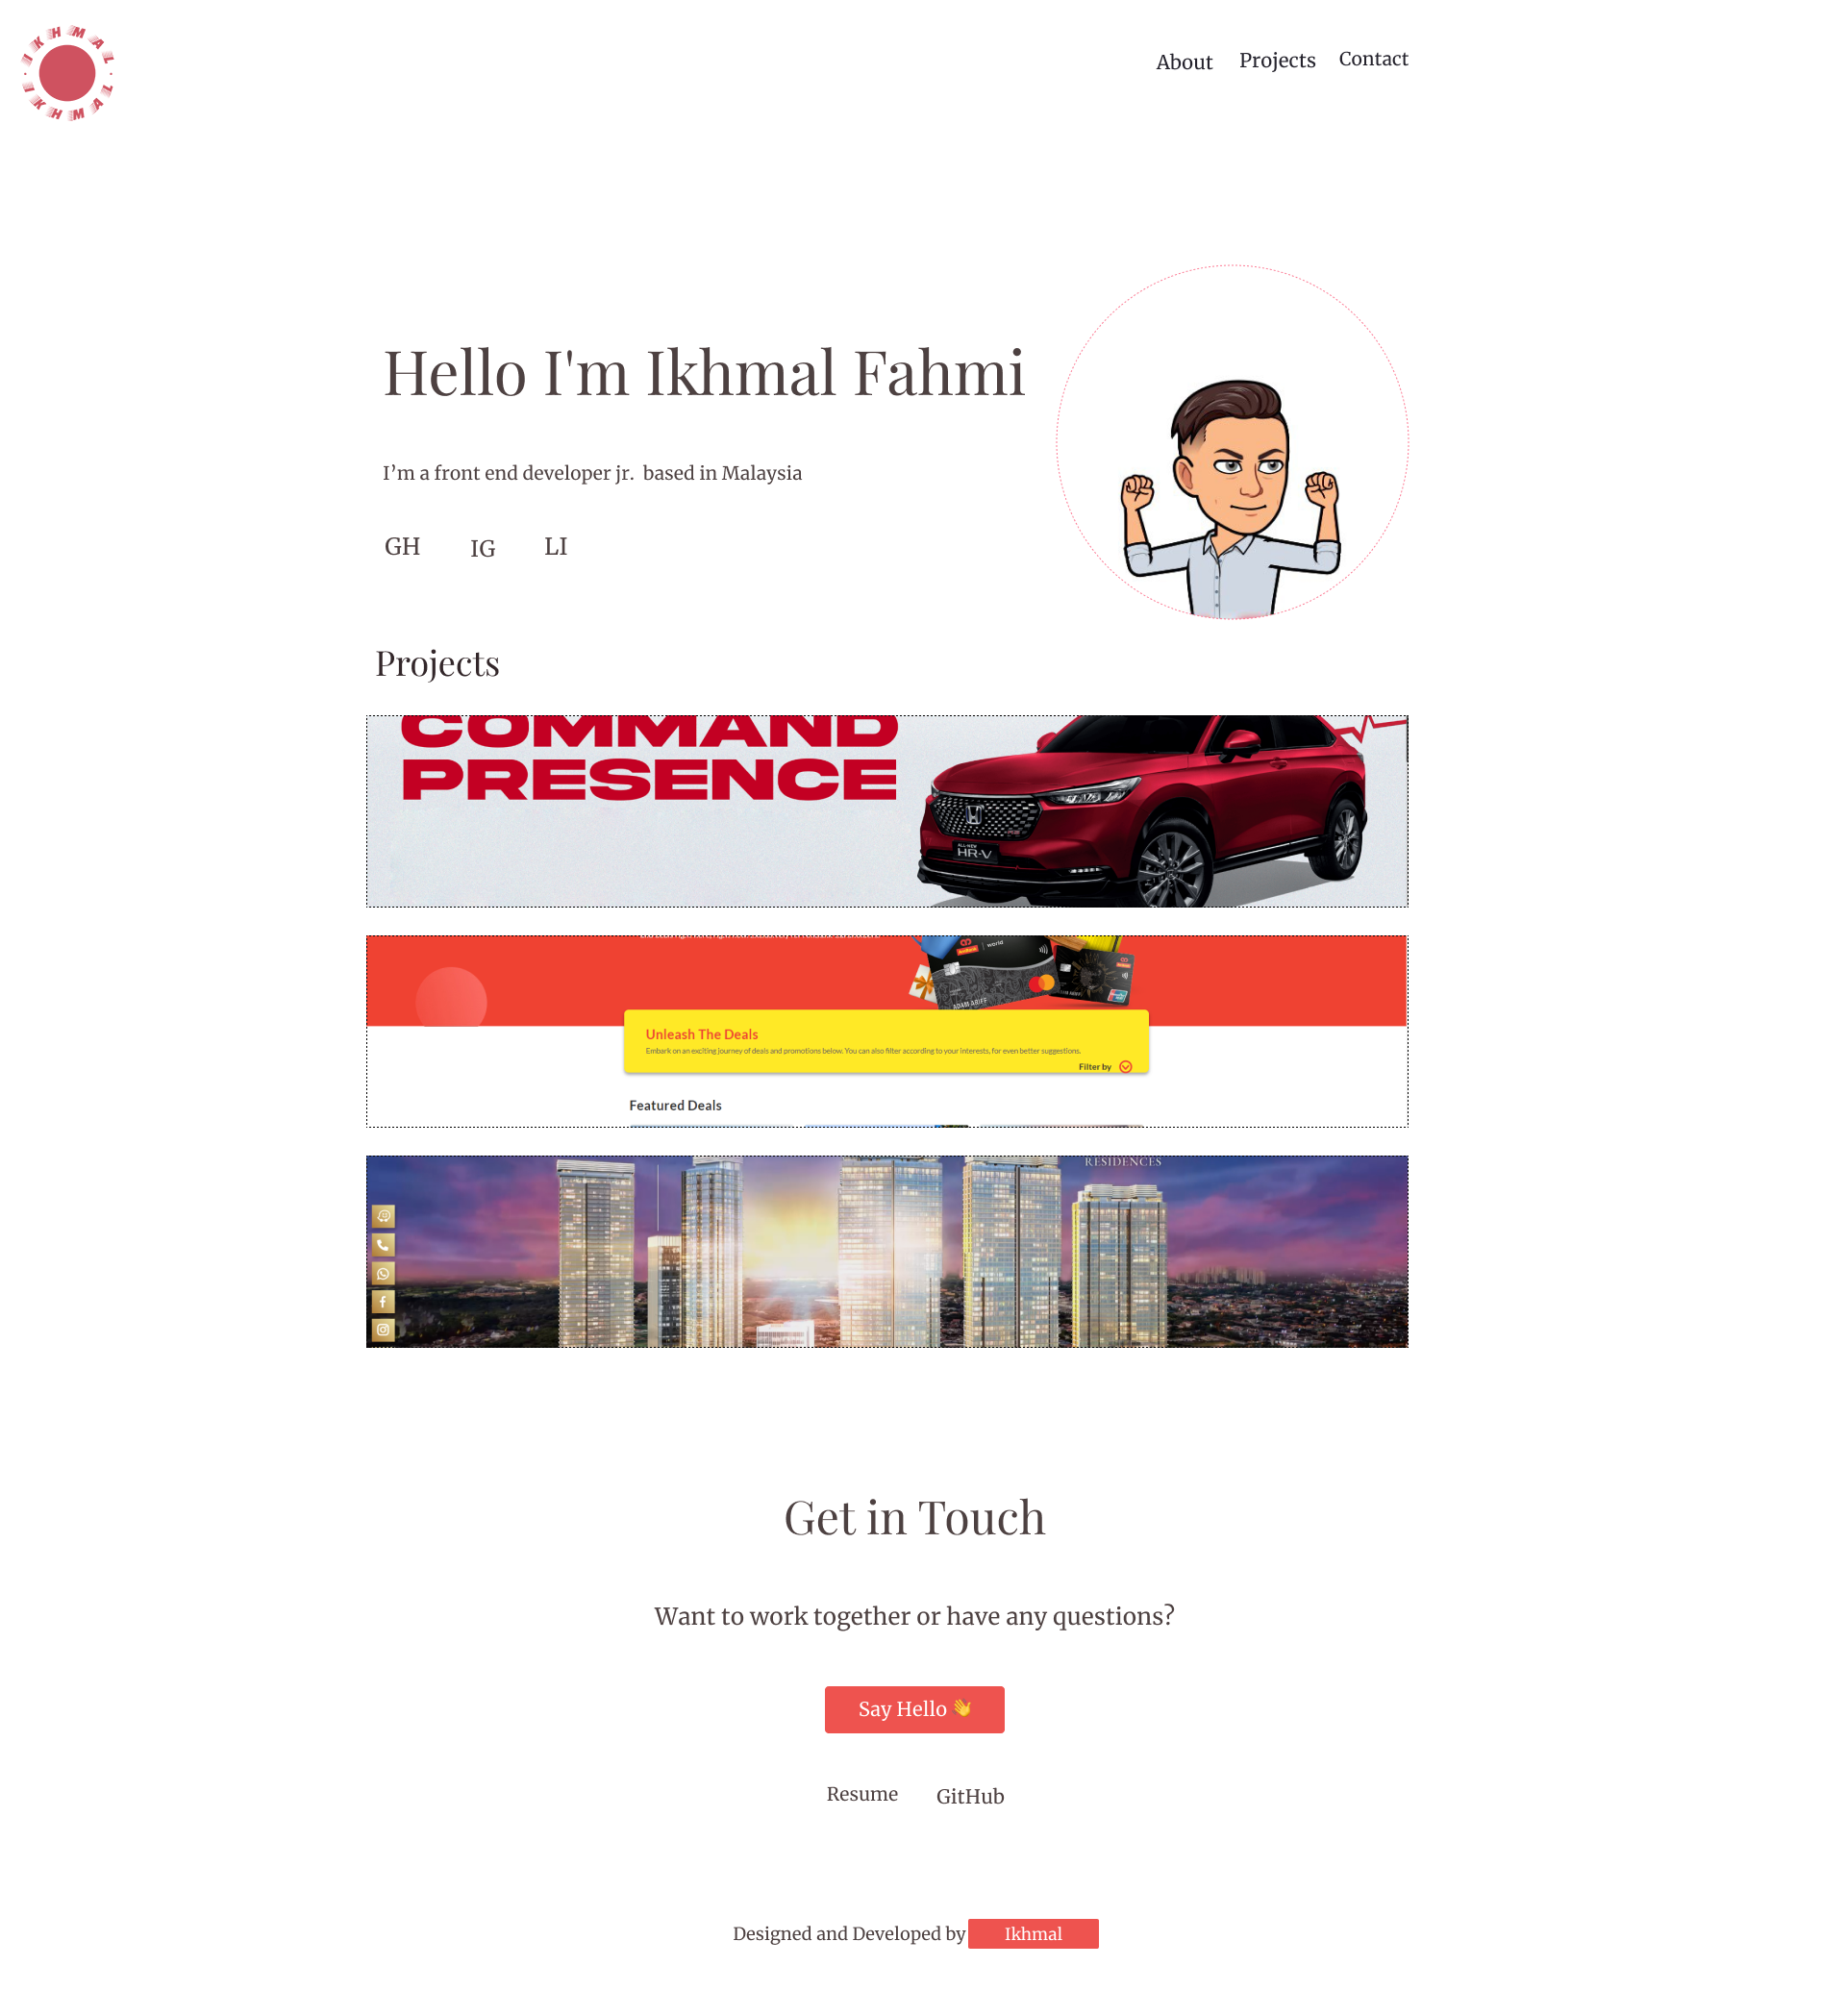 IKHMAL · IKHMAL ·
About Projects Contact
Hello I'm Ikhmal Fahmi
I’m a front end developer jr. based in Malaysia
GH IG LI
Projects
COMMAND
PRESENCE
ALL-NEW
HR-V
world
ADAM ARIFF
Unleash The Deals
Embark on an exciting journey of deals and promotions below. You can also filter according to your interests, for even better suggestions.
Filter by
Featured Deals
RESIDENCES
Get in Touch
Want to work together or have any questions?
Say Hello 👋
Resume GitHub
Designed and Developed by Ikhmal